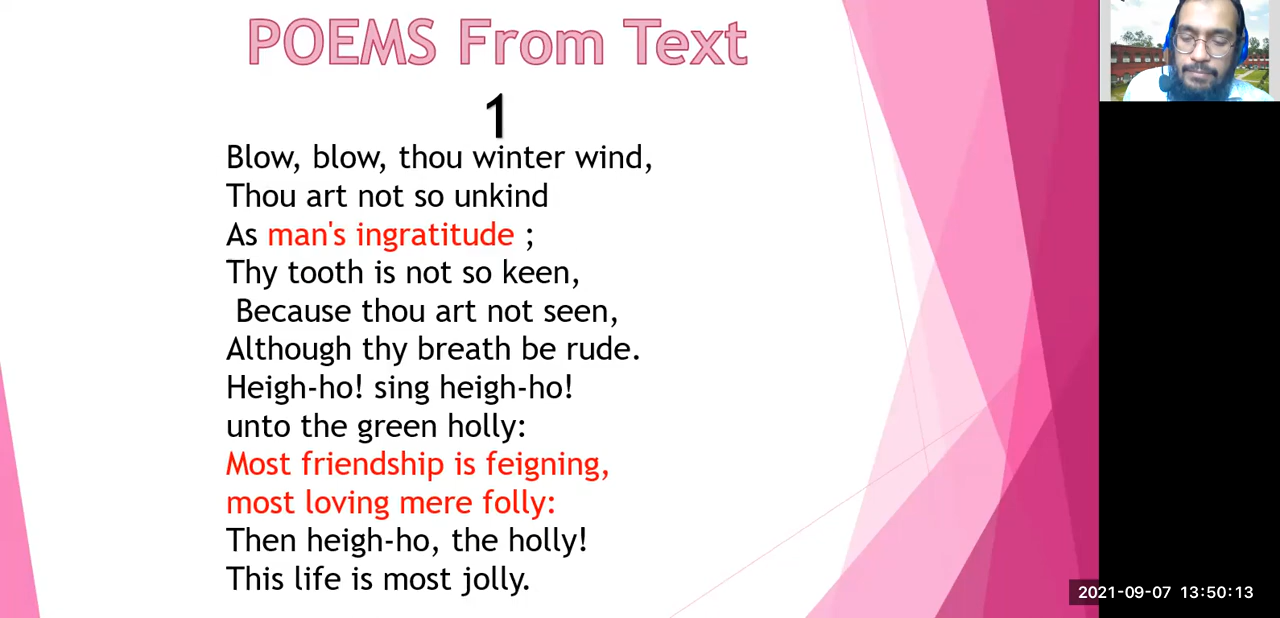 POEMS From Text
1
Blow, blow, thou winter wind,
Thou art not so unkind
As man's ingratitude ;
Thy tooth is not so keen,
Because thou art not seen,
Although thy breath be rude.
Heigh-ho! sing heigh-ho!
unto the green holly:
Most friendship is feigning,
most loving mere folly:
Then heigh-ho, the holly!
This life is most jolly.
2021-09-07 13:50:13